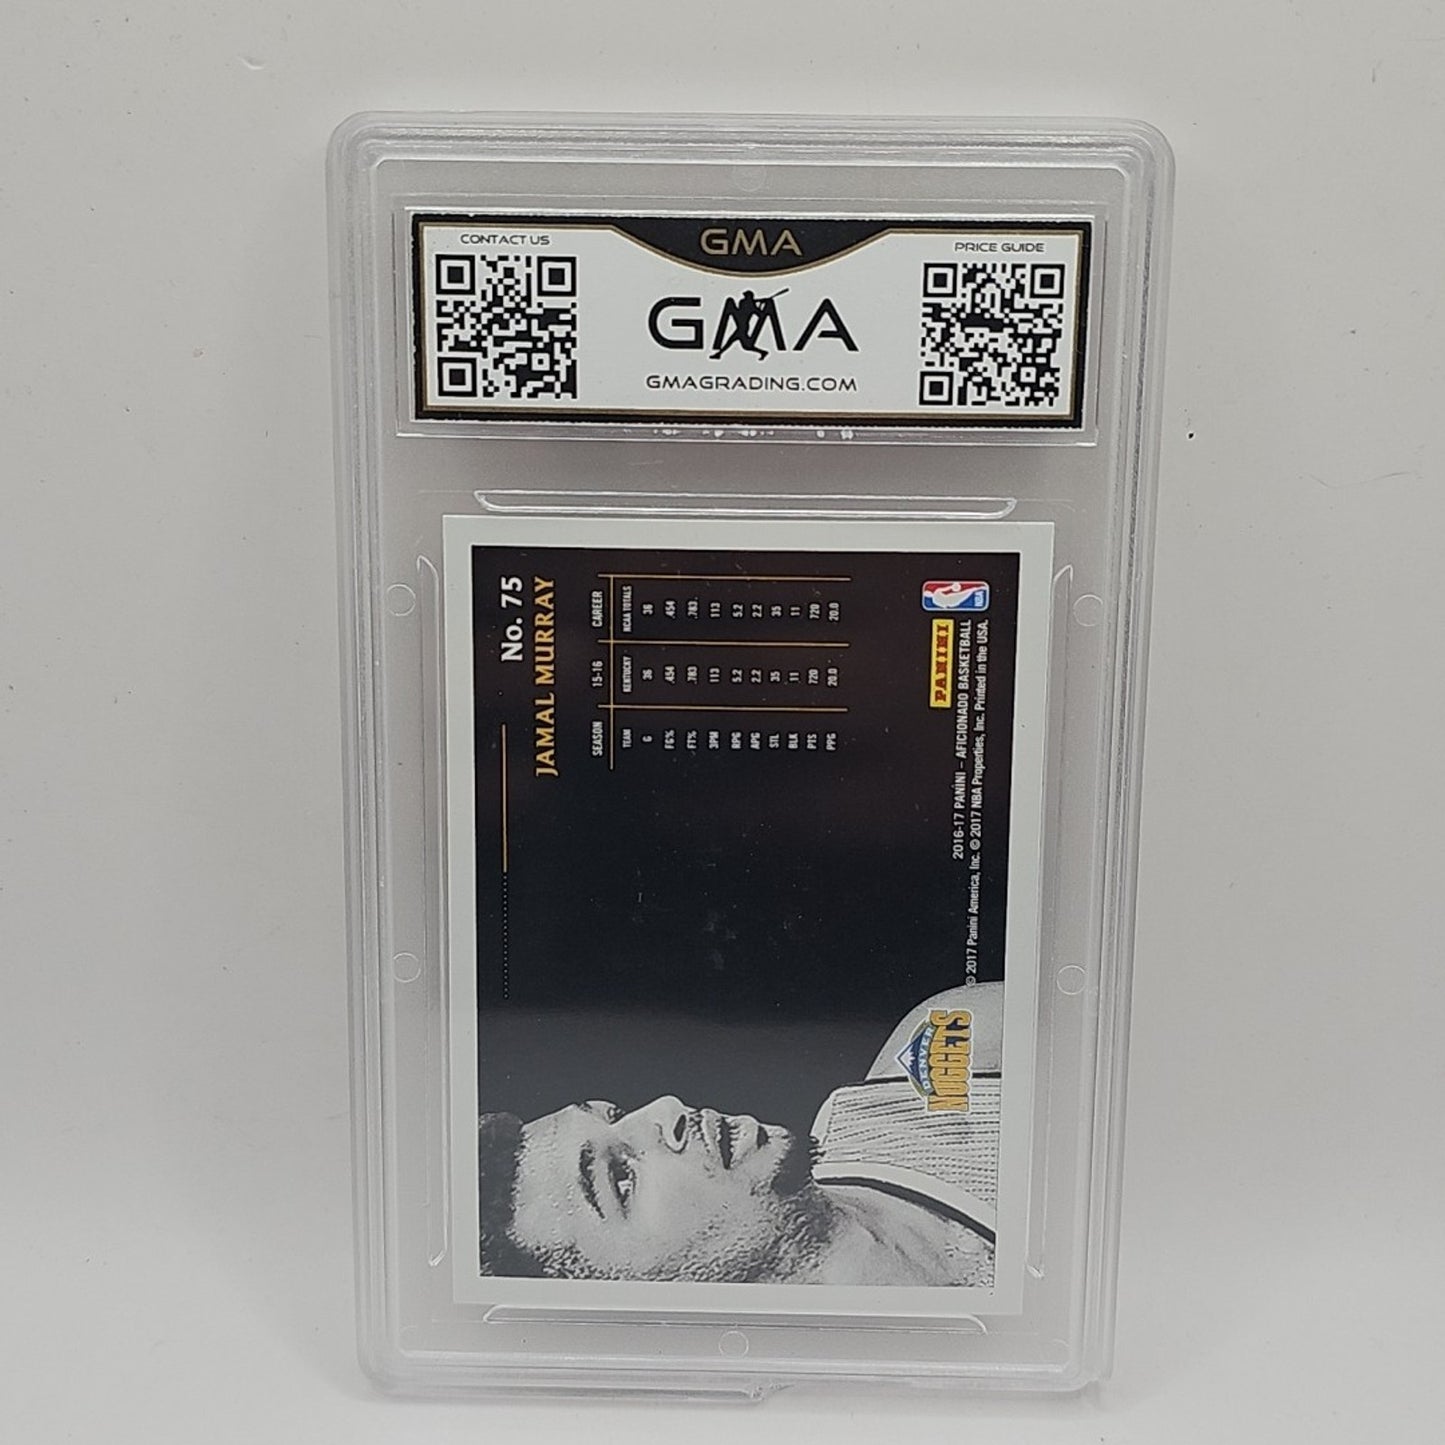 GMA
CONTACT US
PRICE GUIDE
GMA
GMAGRADING.COM
No. 75
JAMAL MURRAY
SEASON 15-16 CAREER
TEAM KENTUCKY NCAA TOTALS
G 36 36
FG% .454 .454
FT% .783 .783
3PM 113 113
RPG 5.2 5.2
APG 2.2 2.2
STL 35 35
BLK 11 11
PTS 720 720
PPG 20.0 20.0
PANINI
NBA
2016-17 PANINI – AFICIONADO BASKETBALL
© 2017 Panini America, Inc. © 2017 NBA Properties, Inc. Printed in the USA.
DENVER
NUGGETS